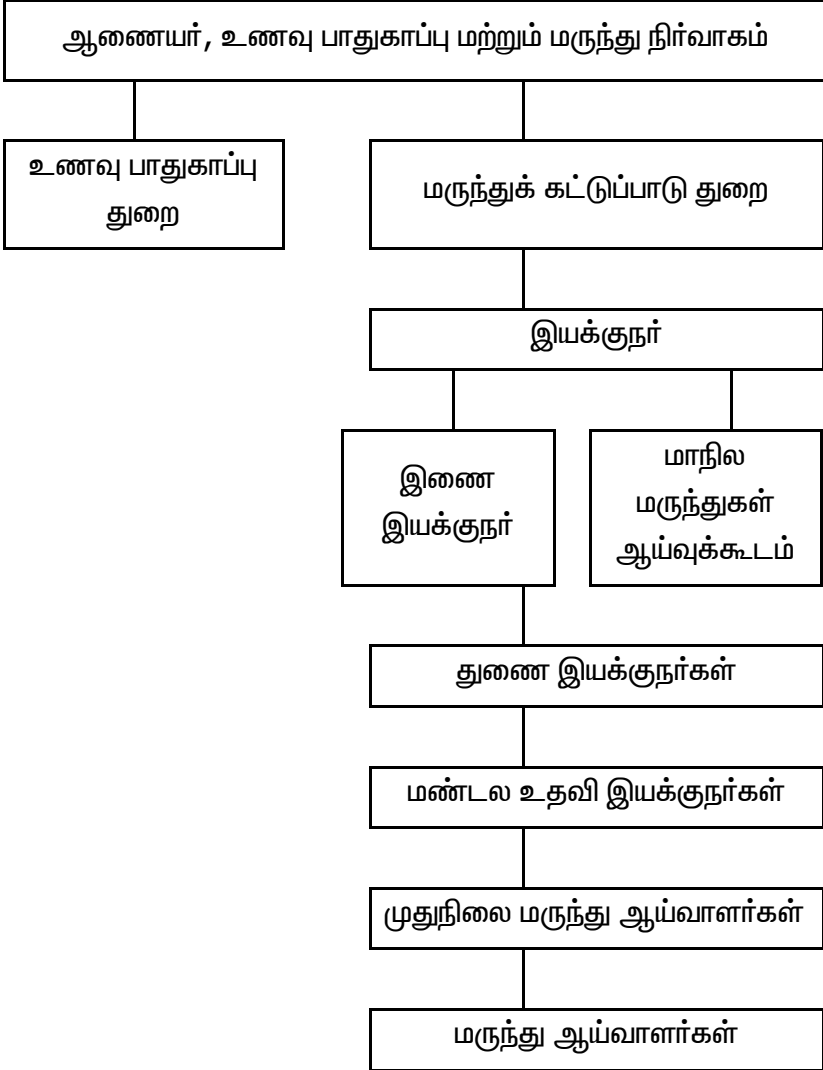 ஆணையர், உணவு பாதுகாப்பு மற்றும் மருந்து நிர்வாகம்
உணவு பாதுகாப்பு
துறை
மருந்துக் கட்டுப்பாடு துறை
இயக்குநர்
இணை
இயக்குநர்
மாநில
மருந்துகள்
ஆய்வுக்கூடம்
துணை இயக்குநர்கள்
மண்டல உதவி இயக்குநர்கள்
முதுநிலை மருந்து ஆய்வாளர்கள்
மருந்து ஆய்வாளர்கள்